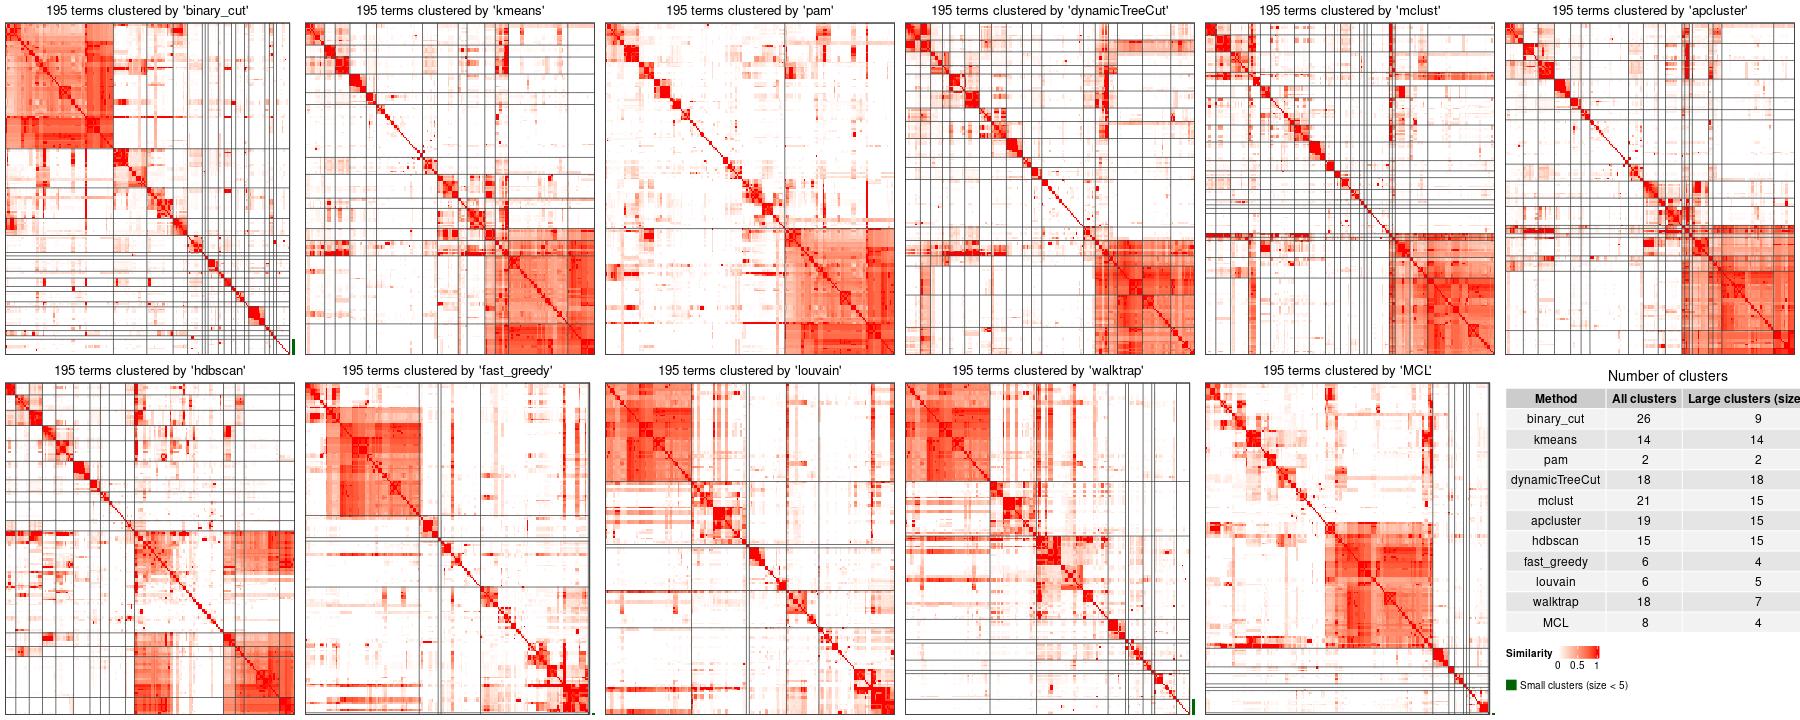 195 terms clustered by 'binary_cut'
195 terms clustered by 'kmeans'
195 terms clustered by 'pam'
195 terms clustered by 'dynamicTreeCut'
195 terms clustered by 'mclust'
195 terms clustered by 'apcluster'
195 terms clustered by 'hdbscan'
195 terms clustered by 'fast_greedy'
195 terms clustered by 'louvain'
195 terms clustered by 'walktrap'
195 terms clustered by 'MCL'
Number of clusters
Method All clusters Large clusters (size
binary_cut 26 9
kmeans 14 14
pam 2 2
dynamicTreeCut 18 18
mclust 21 15
apcluster 19 15
hdbscan 15 15
fast_greedy 6 4
louvain 6 5
walktrap 18 7
MCL 8 4
Similarity
0 0.5 1
Small clusters (size < 5)